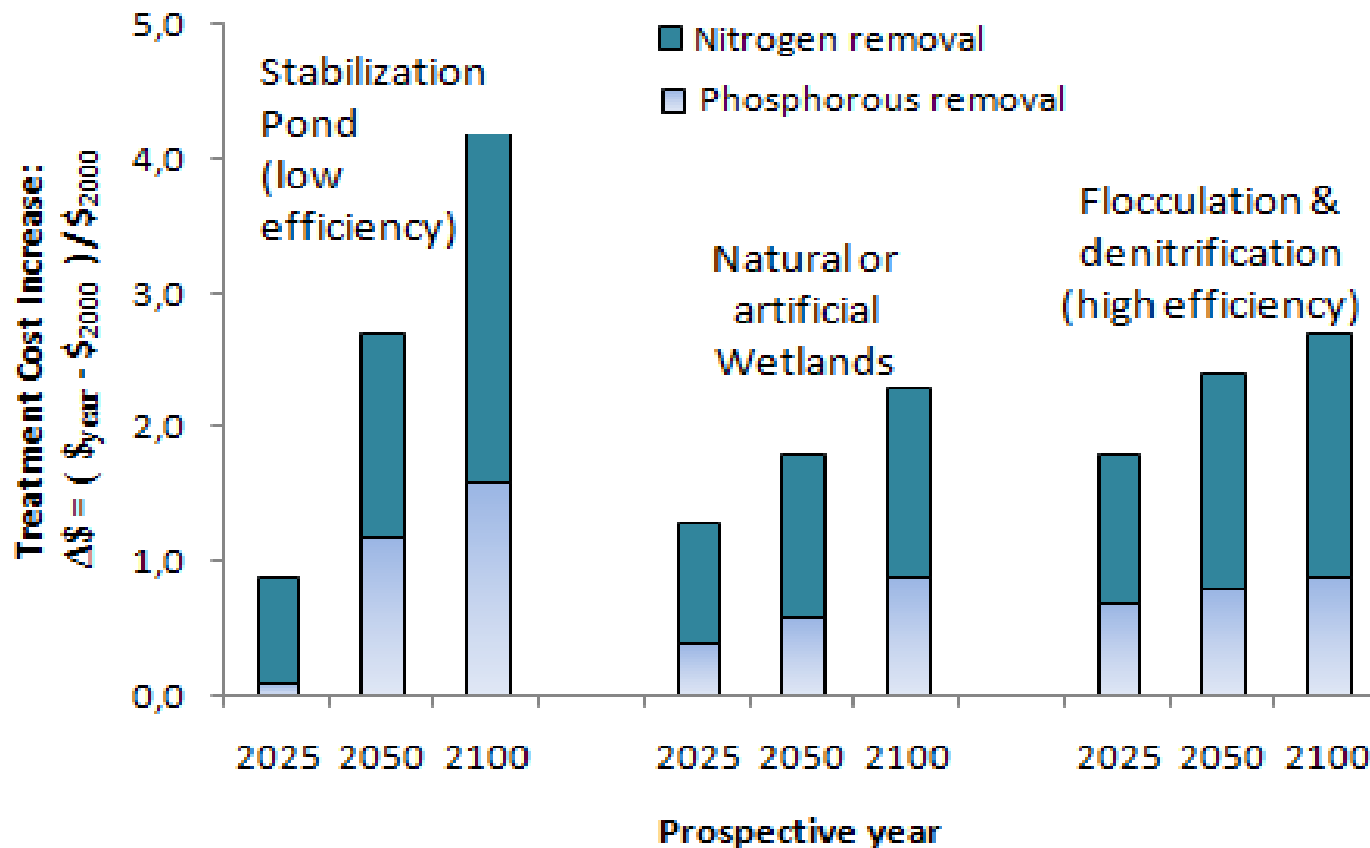 Treatment Cost Increase:
Δ$ = ( $year - $2000 )/$2000
5,0
4,0
3,0
2,0
1,0
0,0
Stabilization
Pond
(low
efficiency)
Nitrogen removal
Phosphorous removal
Natural or
artificial
Wetlands
Flocculation &
denitrification
(high efficiency)
2025 2050 2100 2025 2050 2100 2025 2050 2100
Prospective year